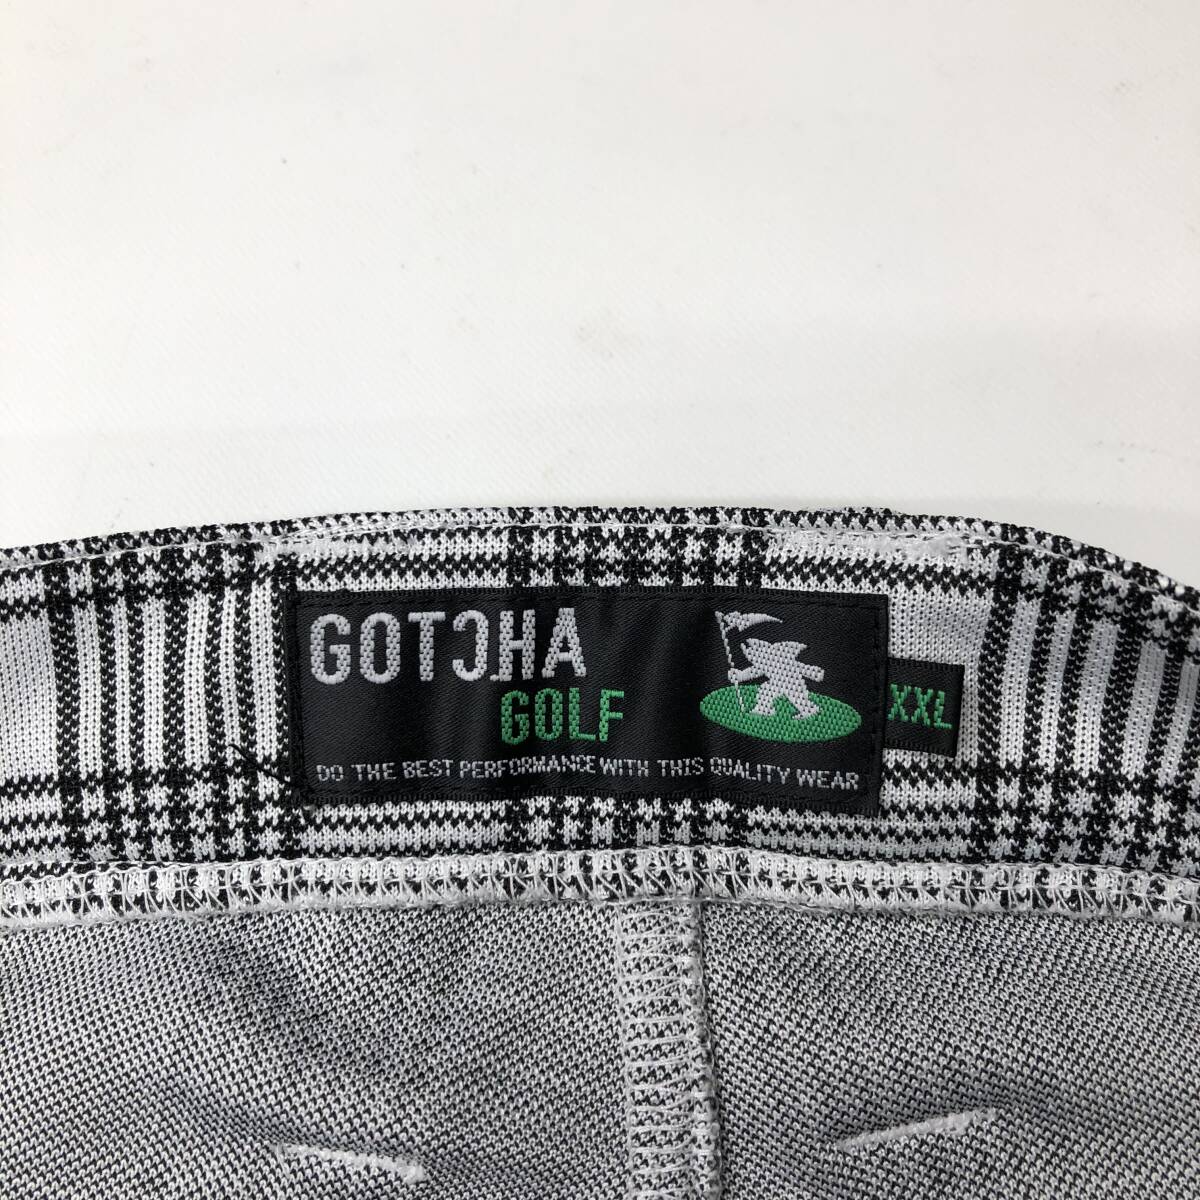 GOTCHA
GOLF
DO THE BEST PERFORMANCE WITH THIS QUALITY WEAR
XXL